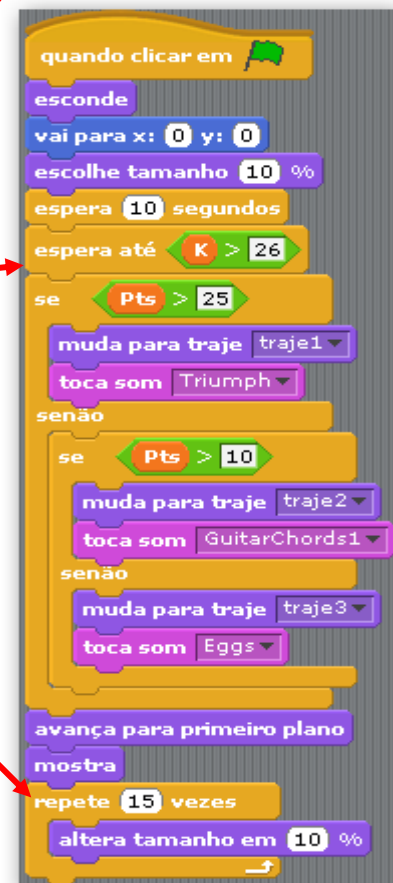 quando clicar em
esconde
vai para x: 0 y: 0
escolhe tamanho 10 %
espera 10 segundos
espera até K > 26
se Pts > 25
muda para traje traje1
toca som Triumph
senão
se Pts > 10
muda para traje traje2
toca som GuitarChords1
senão
muda para traje traje3
toca som Eggs
avança para primeiro plano
mostra
repete 15 vezes
altera tamanho em 10 %